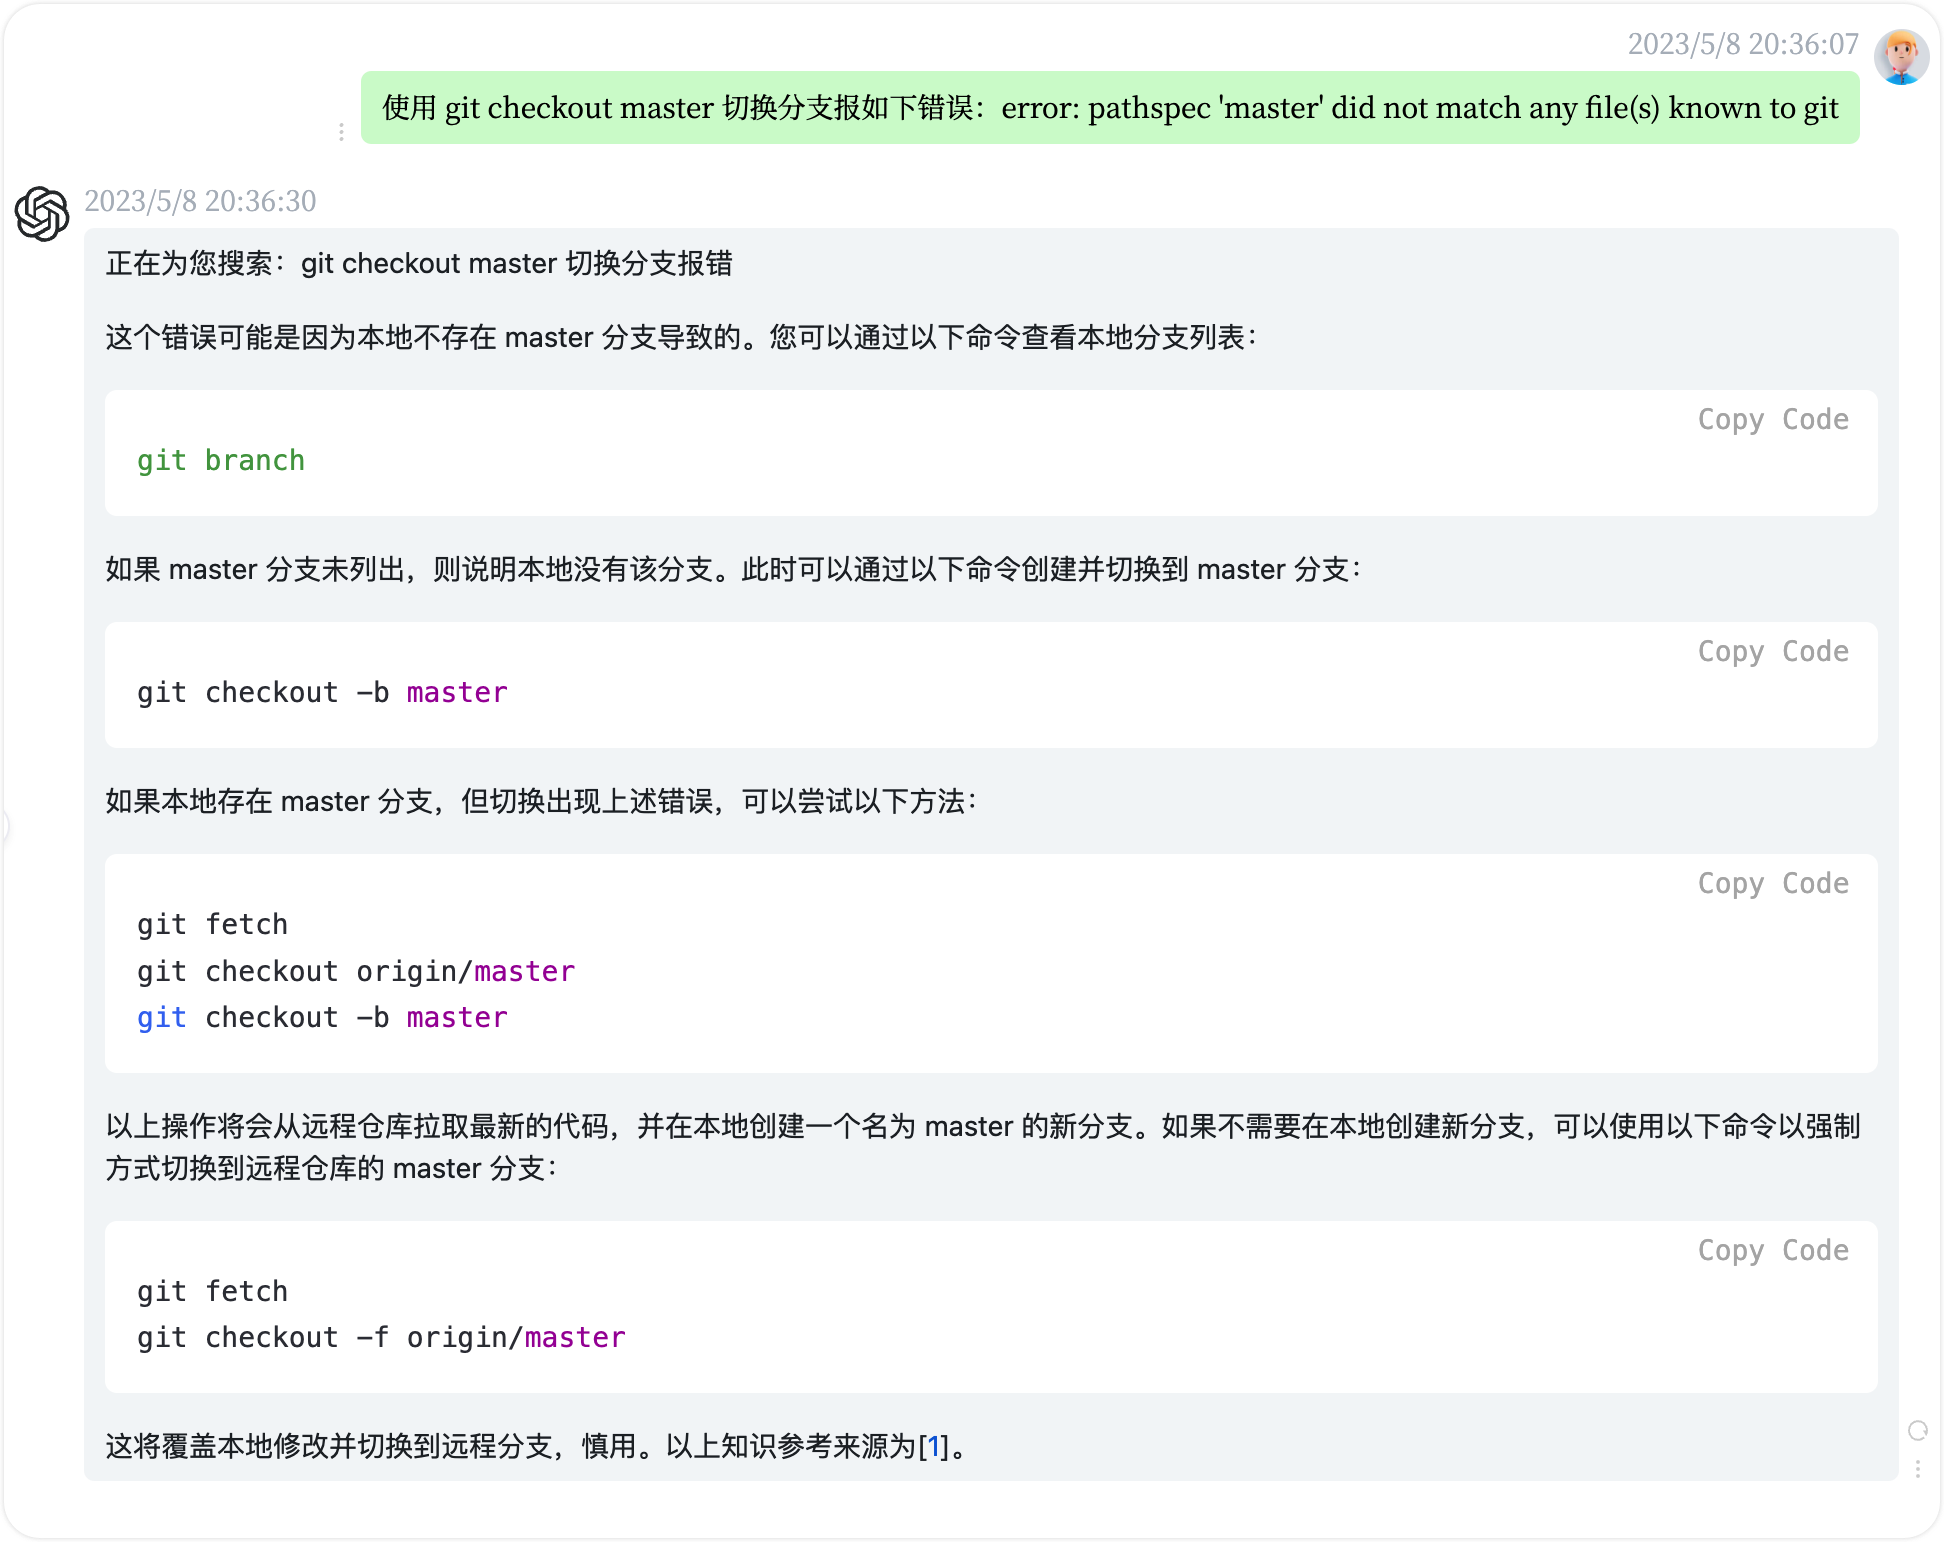 2023/5/8 20:36:07
使用 git checkout master 切换分支报如下错误：error: pathspec 'master' did not match any file(s) known to git
2023/5/8 20:36:30
正在为您搜索：git checkout master 切换分支报错
这个错误可能是因为本地不存在 master 分支导致的。您可以通过以下命令查看本地分支列表：
Copy Code
git branch
如果 master 分支未列出，则说明本地没有该分支。此时可以通过以下命令创建并切换到 master 分支：
Copy Code
git checkout -b master
如果本地存在 master 分支，但切换出现上述错误，可以尝试以下方法：
Copy Code
git fetch
git checkout origin/master
git checkout -b master
以上操作将会从远程仓库拉取最新的代码，并在本地创建一个名为 master 的新分支。如果不需要在本地创建新分支，可以使用以下命令以强制
方式切换到远程仓库的 master 分支：
Copy Code
git fetch
git checkout -f origin/master
这将覆盖本地修改并切换到远程分支，慎用。以上知识参考来源为[1]。